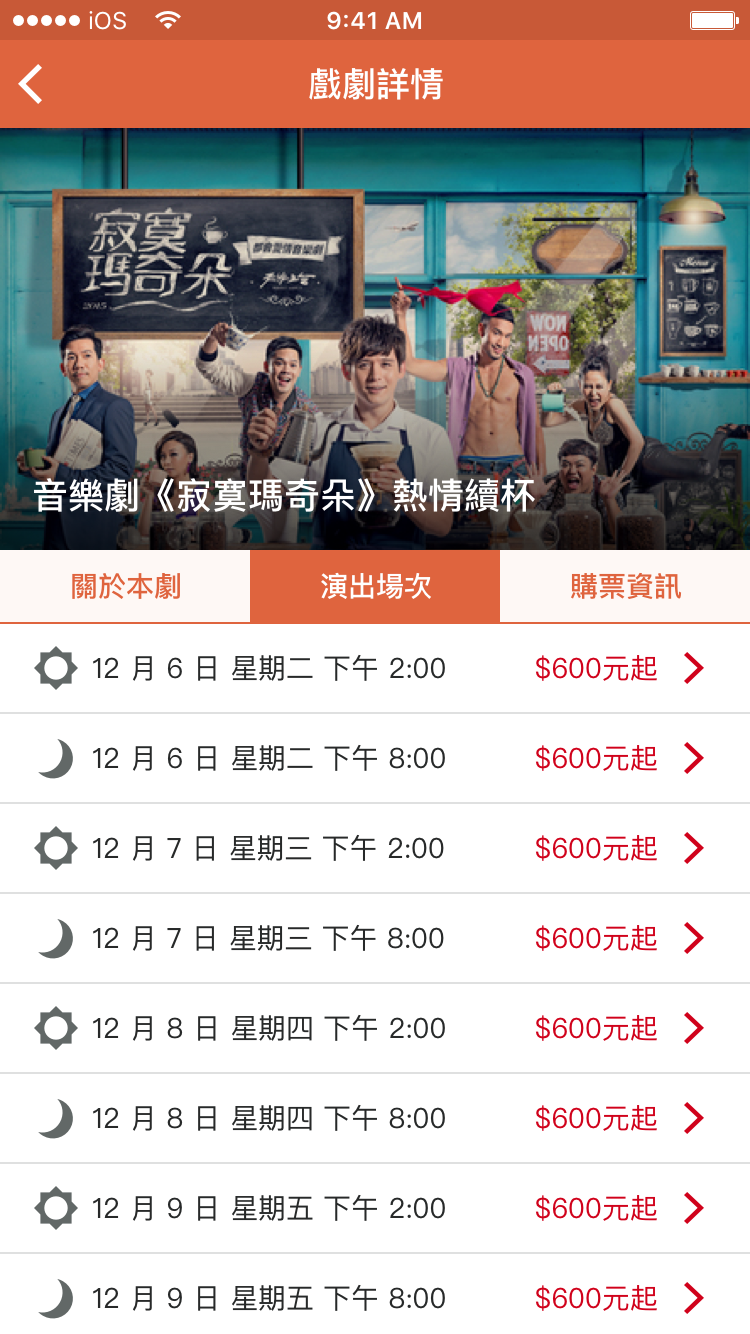 iOS 9:41 AM
戲劇詳情
寂寞
瑪奇朵
都會愛情音樂劇
2015
Menu
NOW
OPEN
音樂劇《寂寞瑪奇朵》熱情續杯
關於本劇 演出場次 購票資訊
12 月 6 日 星期二 下午 2:00 $600元起
12 月 6 日 星期二 下午 8:00 $600元起
12 月 7 日 星期三 下午 2:00 $600元起
12 月 7 日 星期三 下午 8:00 $600元起
12 月 8 日 星期四 下午 2:00 $600元起
12 月 8 日 星期四 下午 8:00 $600元起
12 月 9 日 星期五 下午 2:00 $600元起
12 月 9 日 星期五 下午 8:00 $600元起